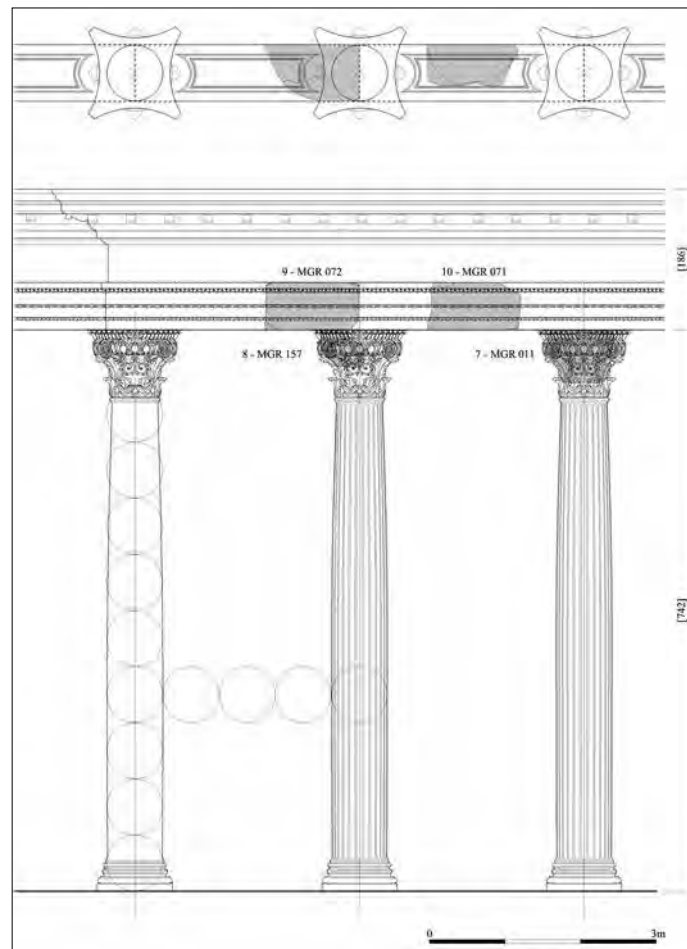 [186]
9 - MGR 072
10 - MGR 071
8 - MGR 157
7 - MGR 011
[742]
0
3m